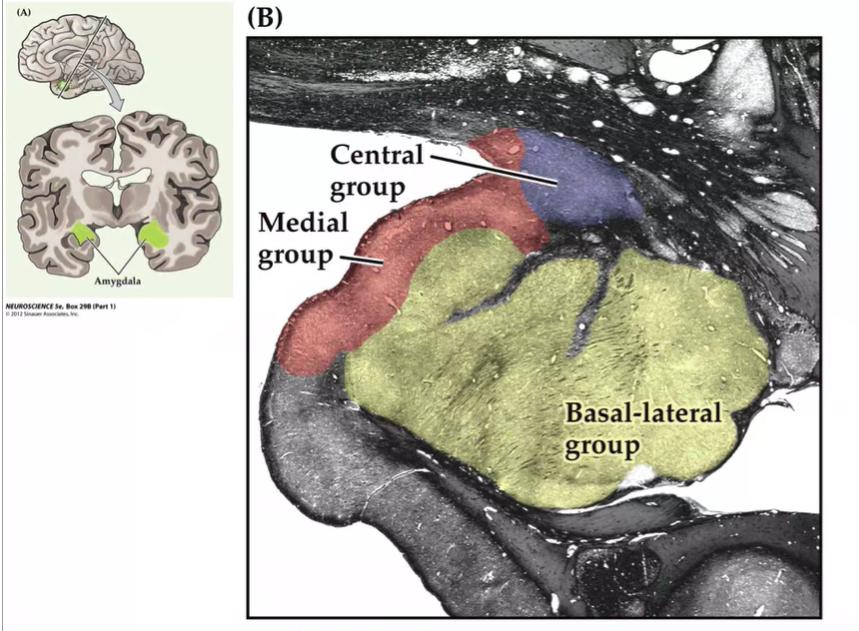 (A)
Amygdala
NEUROSCIENCE 5e, Box 29B (Part 1)
© 2012 Sinauer Associates, Inc.
(B)
Central
group
Medial
group
Basal-lateral
group